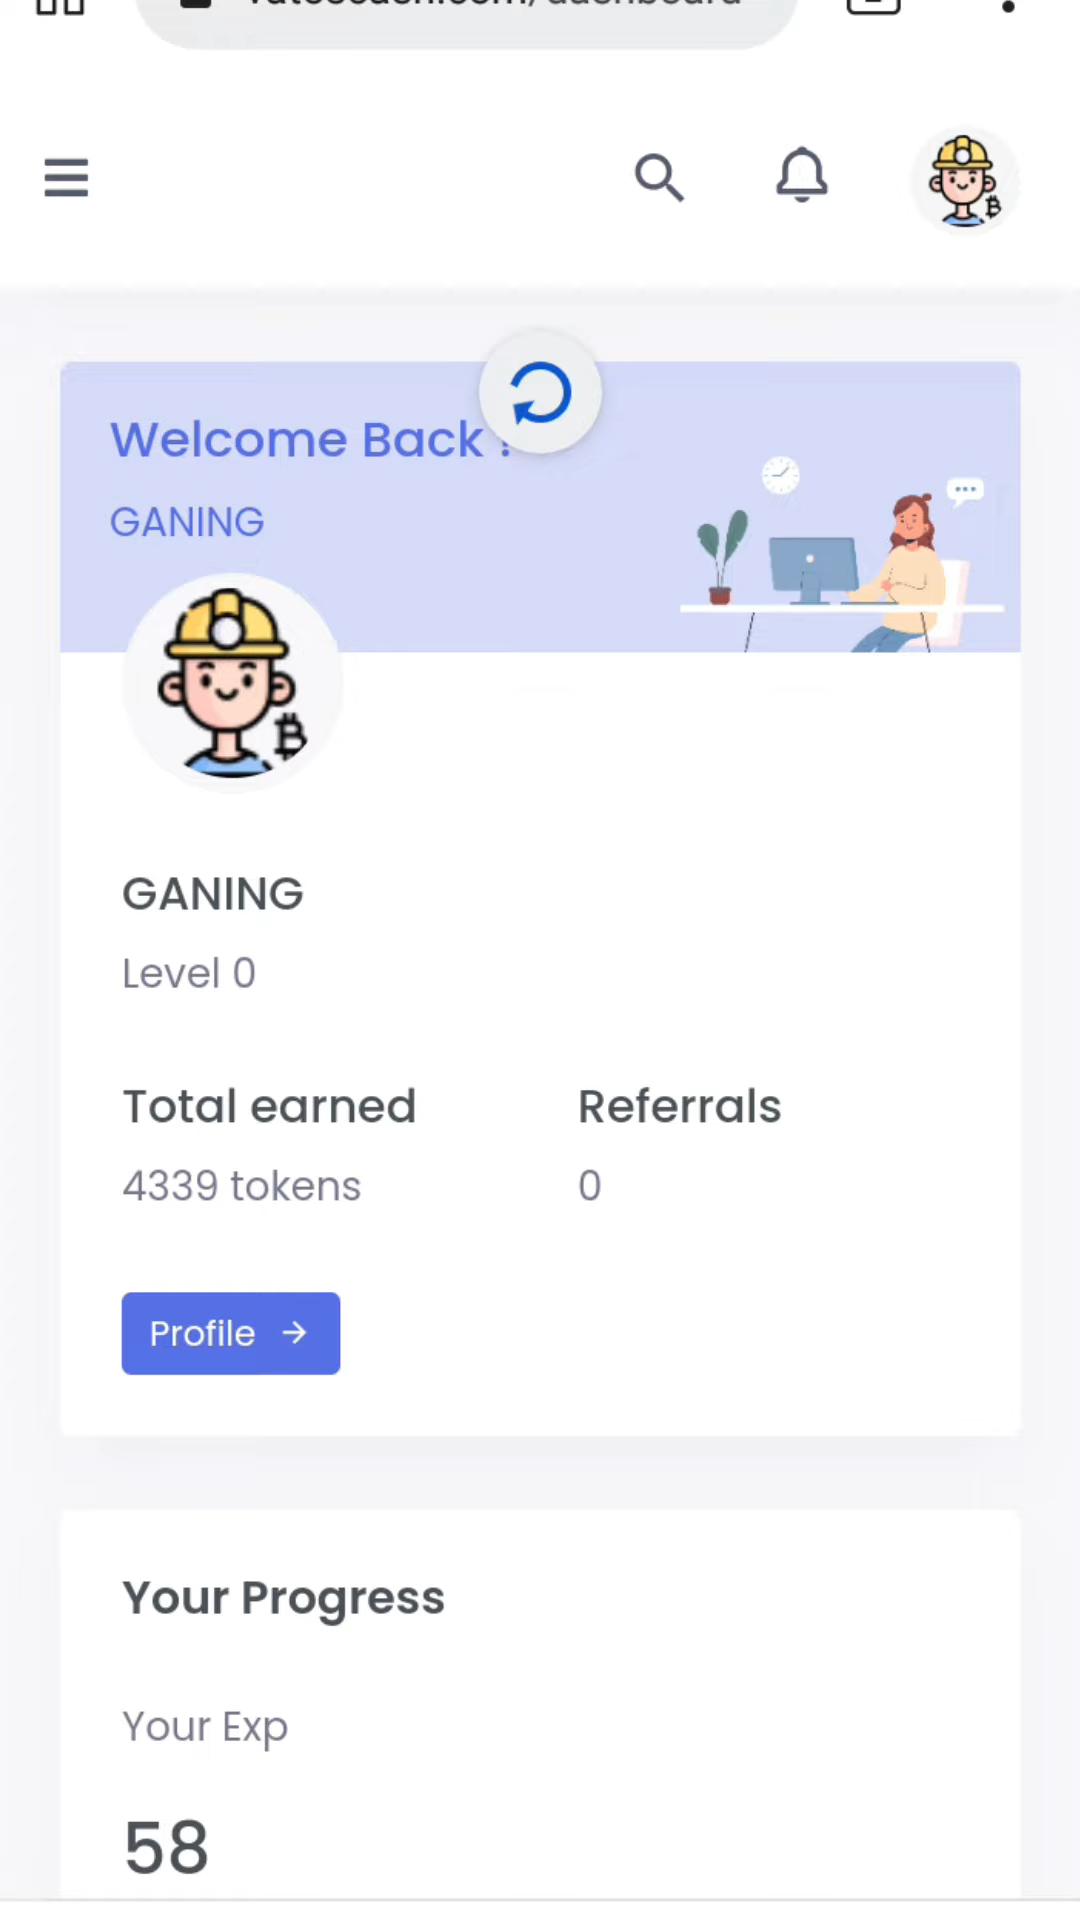 Welcome Back !
GANING
GANING
Level 0
Total earned
Referrals
4339 tokens
0
Profile →
Your Progress
Your Exp
58